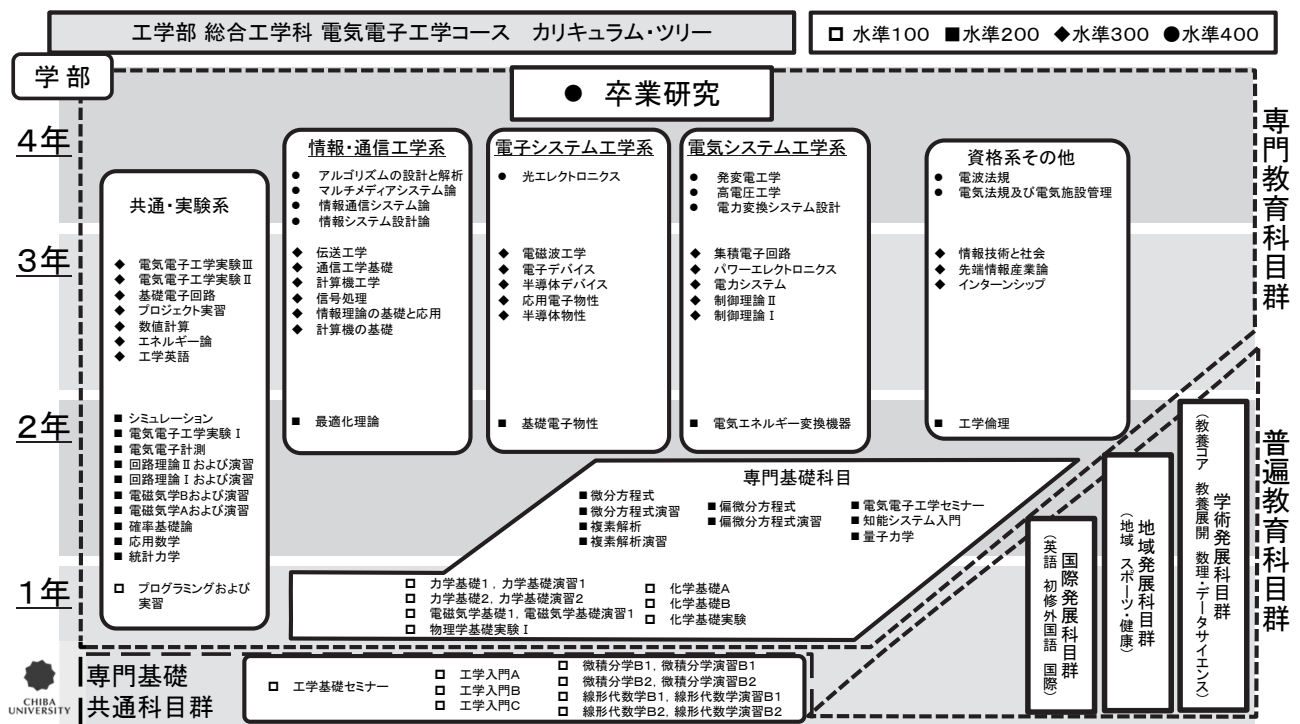 工学部 総合工学科 電気電子工学コース　カリキュラム・ツリー
□ 水準100 ■水準200 ◆水準300 ●水準400
学部
● 卒業研究
4年
3年
2年
1年
共通・実験系
◆ 電気電子工学実験Ⅲ
◆ 電気電子工学実験Ⅱ
◆ 基礎電子回路
◆ プロジェクト実習
◆ 数値計算
◆ エネルギー論
◆ 工学英語
■ シミュレーション
■ 電気電子工学実験Ⅰ
■ 電気電子計測
■ 回路理論Ⅱおよび演習
■ 回路理論Ⅰおよび演習
■ 電磁気学Bおよび演習
■ 電磁気学Aおよび演習
■ 確率基礎論
■ 応用数学
■ 統計力学
□ プログラミングおよび
実習
情報・通信工学系
● アルゴリズムの設計と解析
● マルチメディアシステム論
● 情報通信システム論
● 情報システム設計論
◆ 伝送工学
◆ 通信工学基礎
◆ 計算機工学
◆ 信号処理
◆ 情報理論の基礎と応用
◆ 計算機の基礎
■ 最適化理論
電子システム工学系
● 光エレクトロニクス
◆ 電磁波工学
◆ 電子デバイス
◆ 半導体デバイス
◆ 応用電子物性
◆ 半導体物性
■ 基礎電子物性
電気システム工学系
● 発変電工学
● 高電圧工学
● 電力変換システム設計
◆ 集積電子回路
◆ パワーエレクトロニクス
◆ 電力システム
◆ 制御理論Ⅱ
◆ 制御理論Ⅰ
■ 電気エネルギー変換機器
資格系その他
● 電波法規
● 電気法規及び電気施設管理
◆ 情報技術と社会
◆ 先端情報産業論
◆ インターンシップ
■ 工学倫理
専門基礎科目
■ 微分方程式
■ 微分方程式演習
■ 複素解析
■ 複素解析演習
■ 偏微分方程式
■ 偏微分方程式演習
■ 電気電子工学セミナー
■ 知能システム入門
■ 量子力学
□ 力学基礎1, 力学基礎演習1
□ 力学基礎2, 力学基礎演習2
□ 電磁気学基礎1, 電磁気学基礎演習1
□ 物理学基礎実験Ⅰ
□ 化学基礎A
□ 化学基礎B
□ 化学基礎実験
専門基礎
共通科目群
□ 工学基礎セミナー
□ 工学入門A
□ 工学入門B
□ 工学入門C
□ 微積分学B1, 微積分学演習B1
□ 微積分学B2, 微積分学演習B2
□ 線形代数学B1, 線形代数学演習B1
□ 線形代数学B2, 線形代数学演習B2
国際発展科目群
(英語 初修外国語 国際)
地域発展科目群
(地域 スポーツ・健康)
学術発展科目群
(教養コア 教養展開 数理・データサイエンス)
専門教育科目群
普遍教育科目群
CHIBA
UNIVERSITY